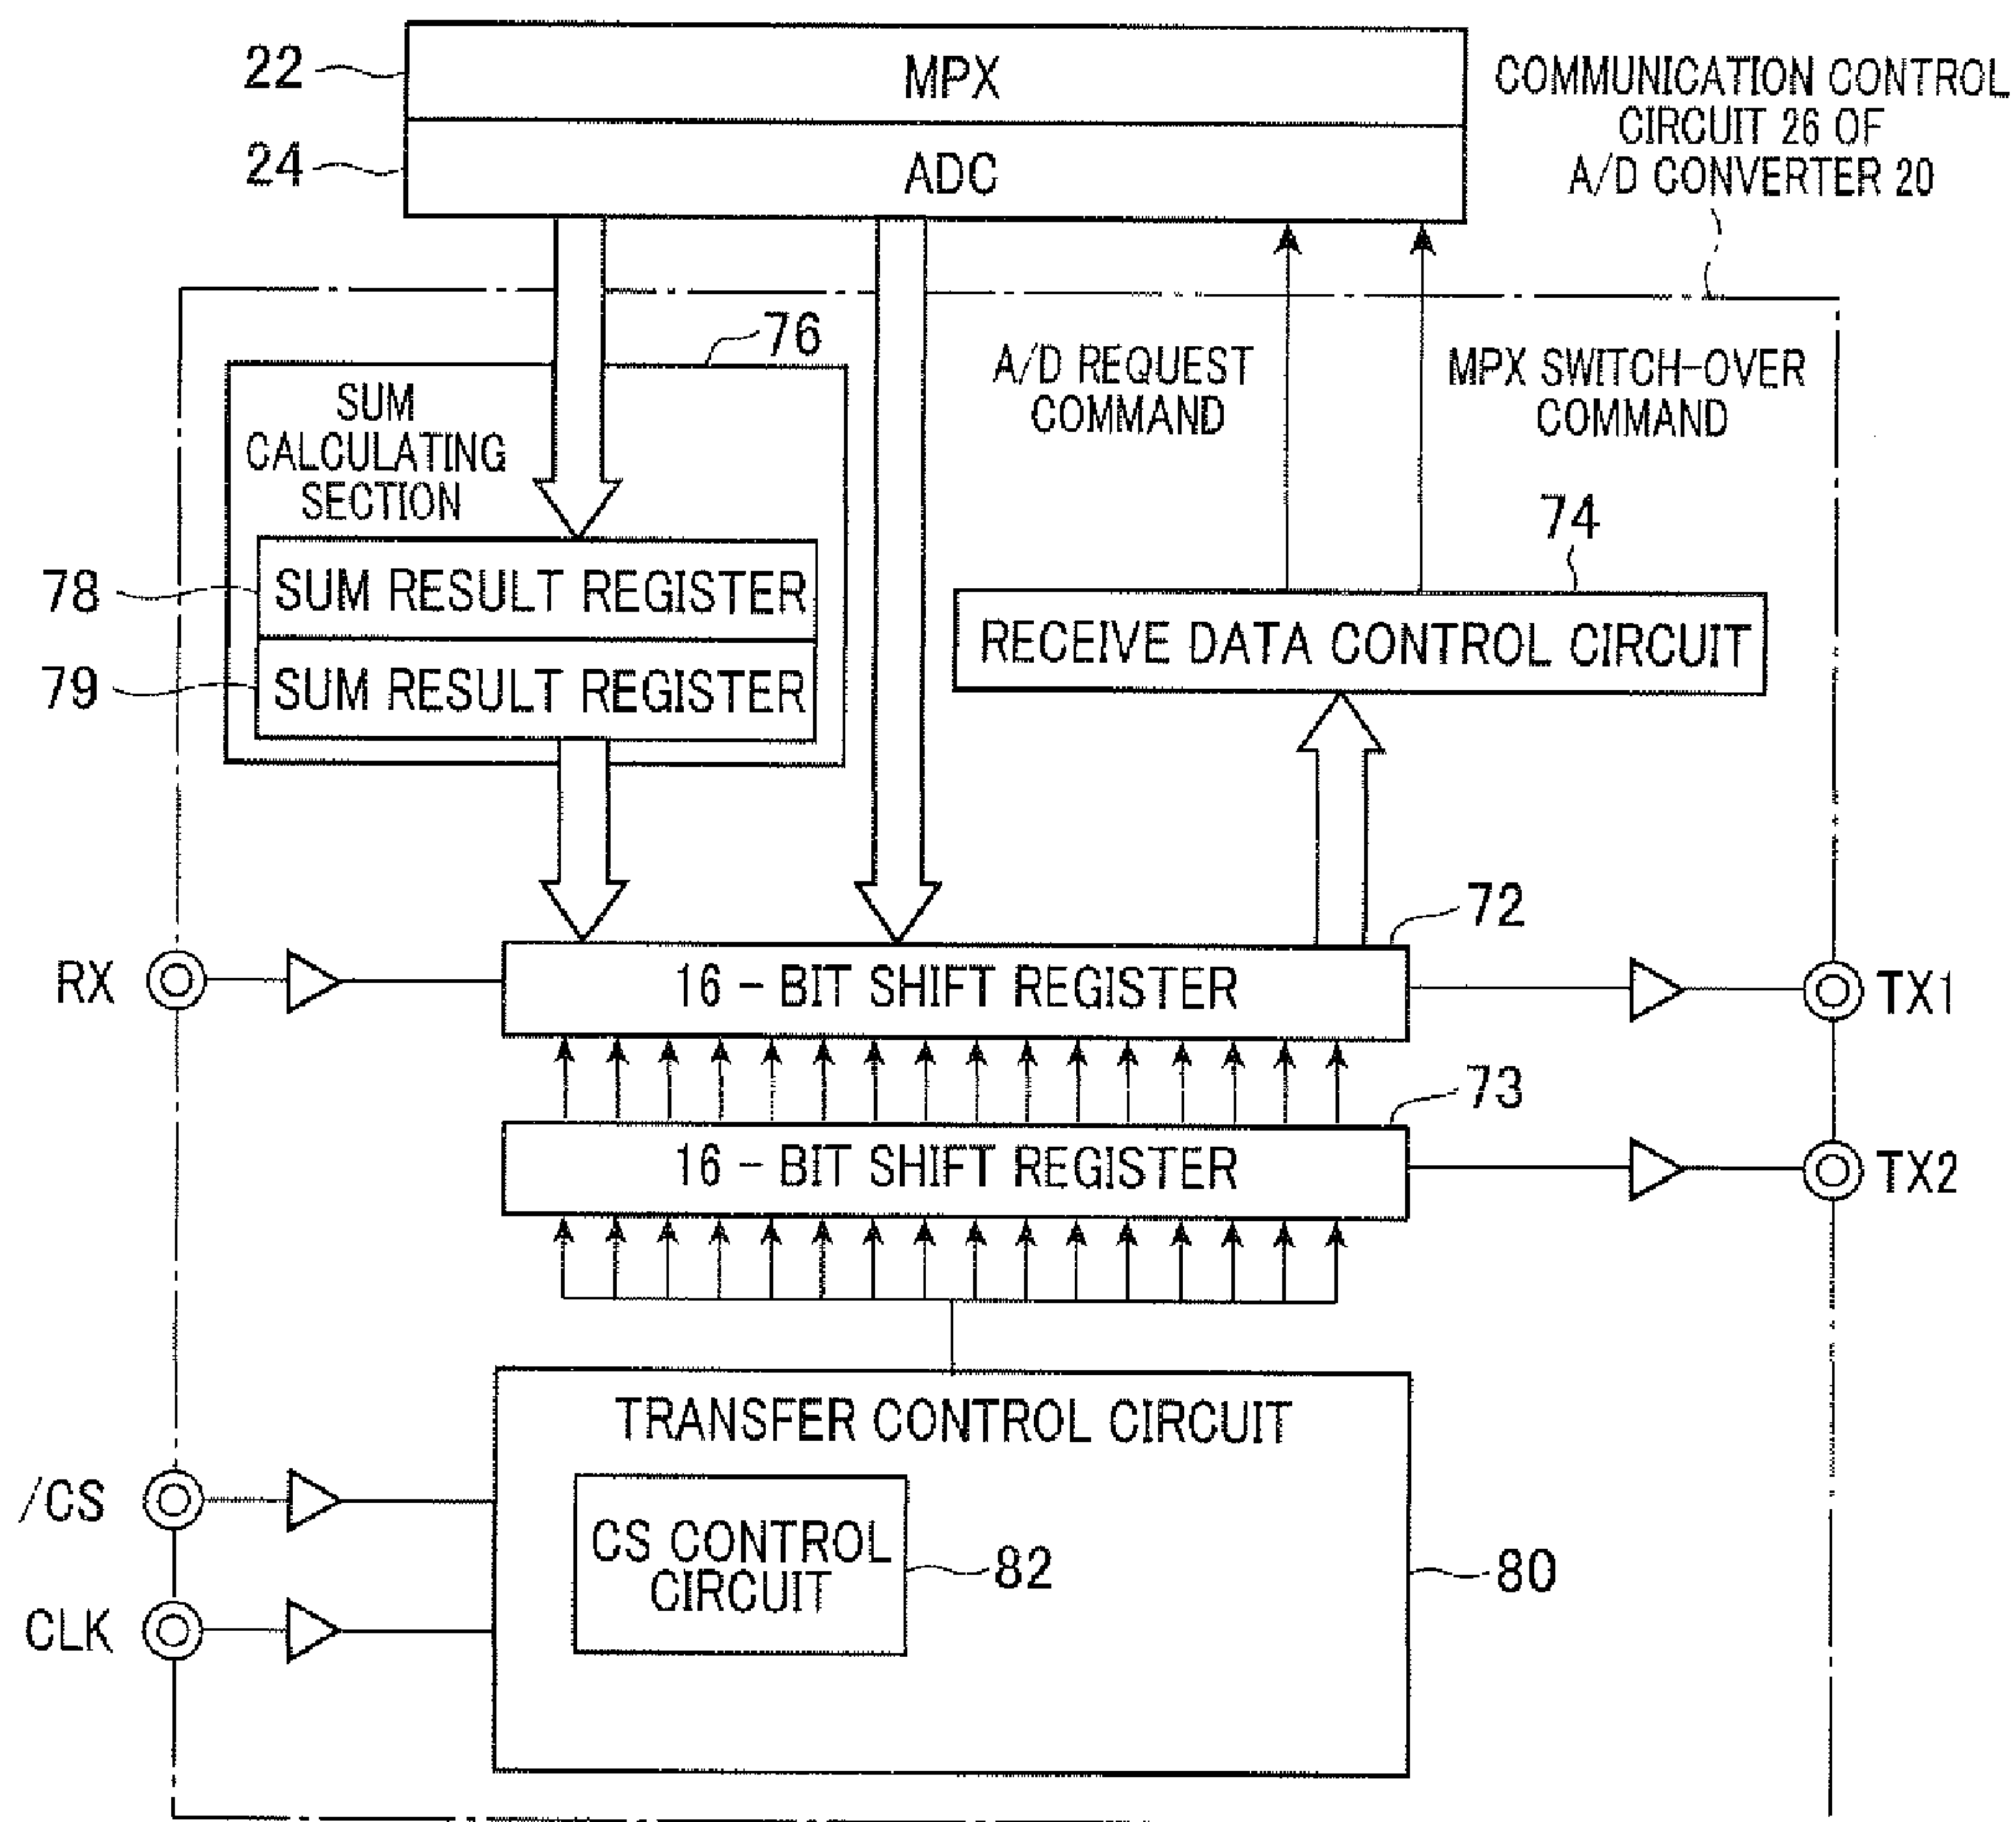 22
MPX
24
ADC
COMMUNICATION CONTROL
CIRCUIT 26 OF
A/D CONVERTER 20
76
SUM
CALCULATING
SECTION
A/D REQUEST
COMMAND
MPX SWITCH-OVER
COMMAND
74
78
SUM RESULT REGISTER
79
SUM RESULT REGISTER
RECEIVE DATA CONTROL CIRCUIT
72
RX
16 - BIT SHIFT REGISTER
TX1
73
16 - BIT SHIFT REGISTER
TX2
TRANSFER CONTROL CIRCUIT
/CS
CS CONTROL
CIRCUIT
82
80
CLK